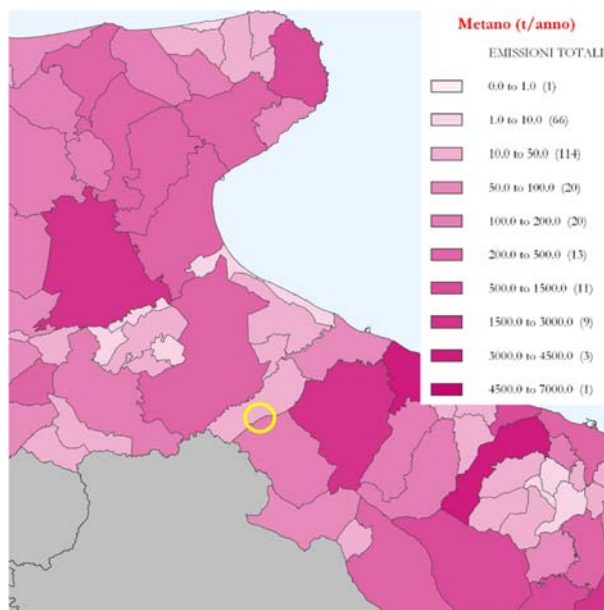 Metano (t/anno)
EMISSIONI TOTALI
0.0 to 1.0 (1)
1.0 to 10.0 (66)
10.0 to 50.0 (114)
50.0 to 100.0 (20)
100.0 to 200.0 (20)
200.0 to 500.0 (13)
500.0 to 1500.0 (11)
1500.0 to 3000.0 (9)
3000.0 to 4500.0 (3)
4500.0 to 7000.0 (1)